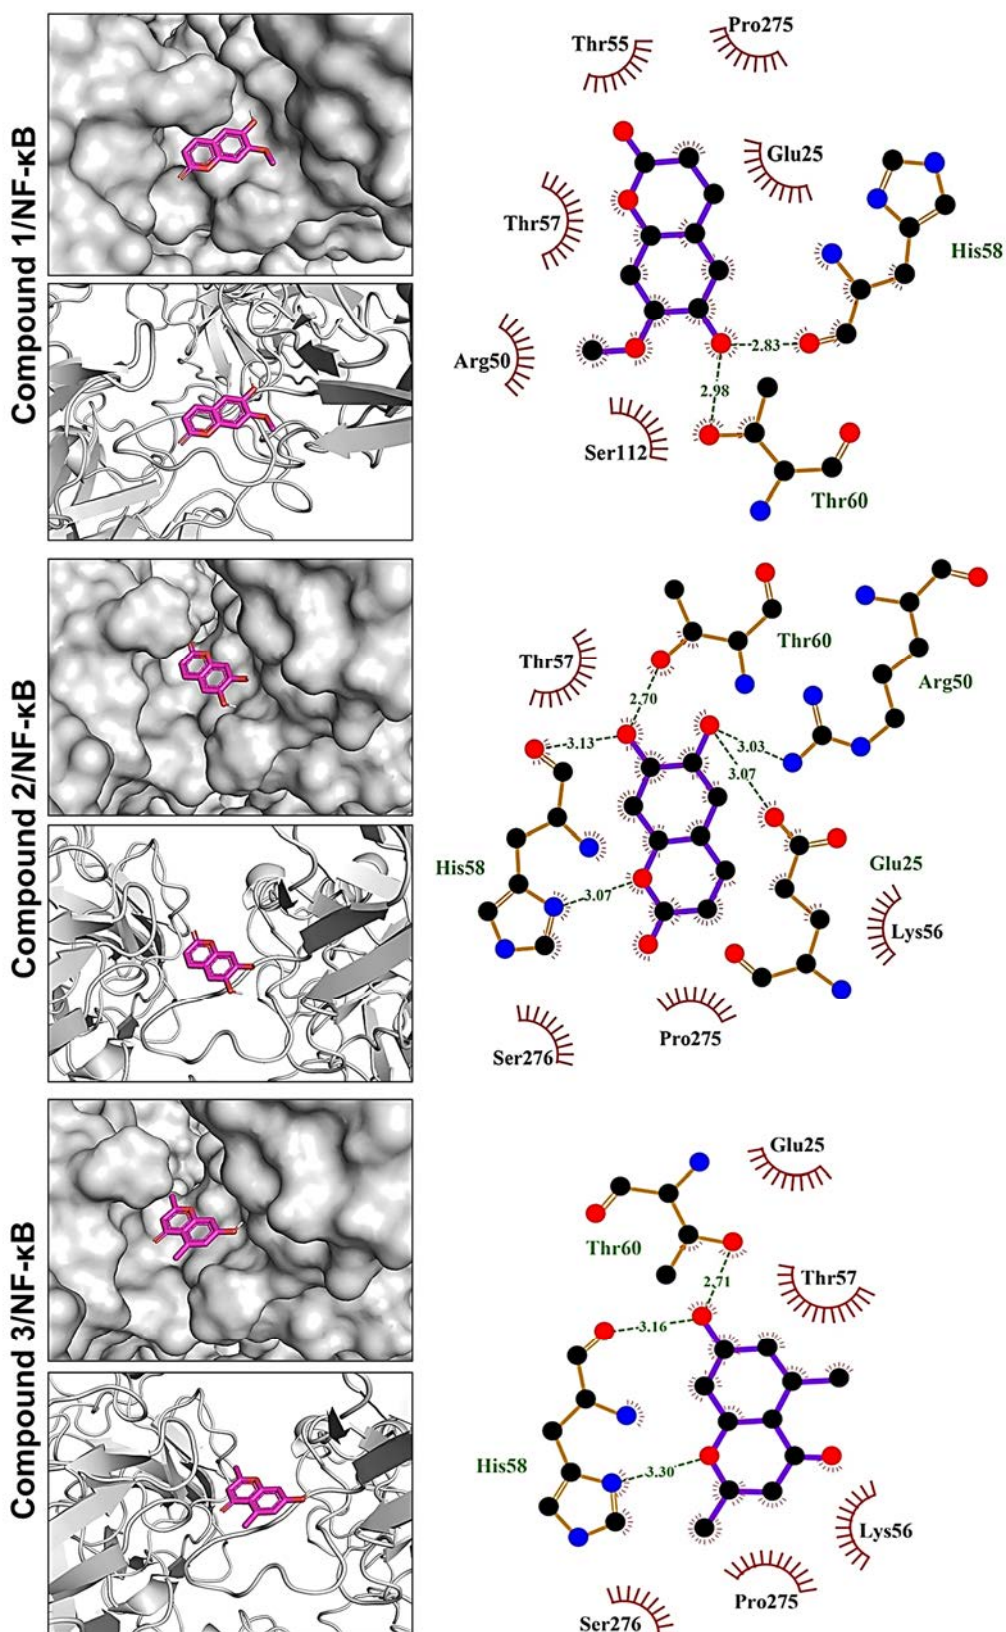 Compound 1/NF-κB
Thr55
Pro275
Glu25
Thr57
His58
2.83
Arg50
2.98
Ser112
Thr60
Compound 2/NF-κB
Thr60
Thr57
Arg50
2.70
3.13
3.03
3.07
His58
Glu25
3.07
Lys56
Pro275
Ser276
Compound 3/NF-κB
Glu25
Thr60
Thr57
2.71
3.16
His58
3.30
Lys56
Pro275
Ser276